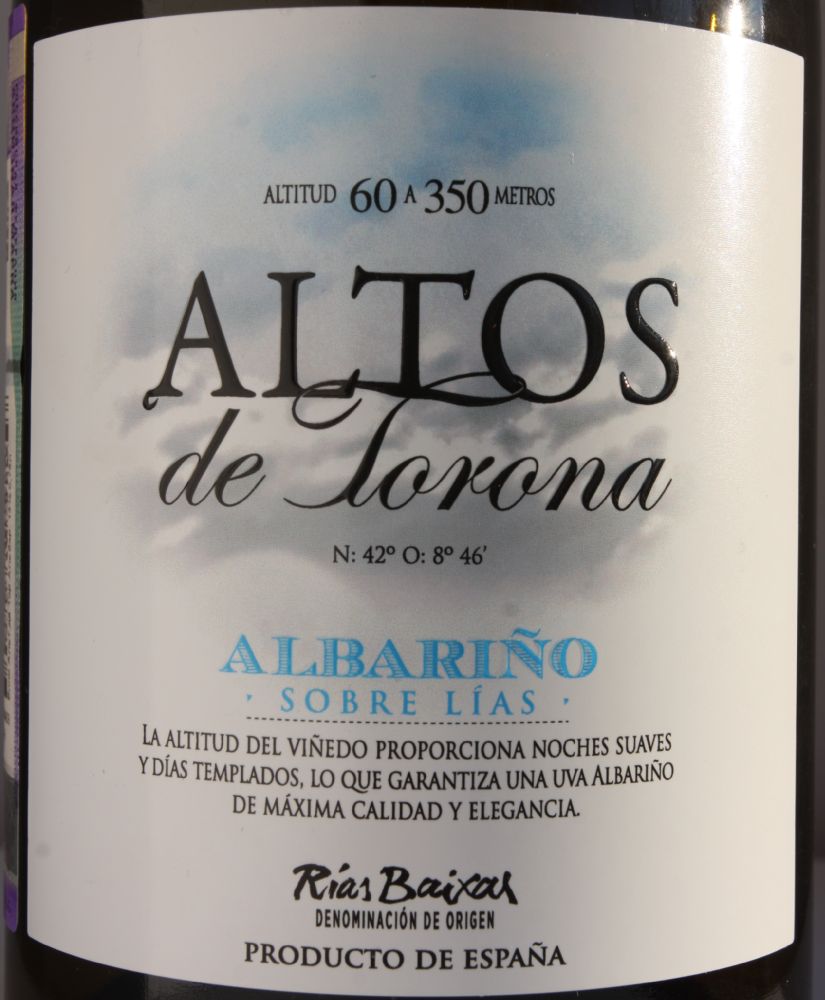 ALTITUD 60 A 350 METROS
ALTOS
de Torona
N: 42º O: 8º 46'
ALBARIÑO
· SOBRE LÍAS ·
LA ALTITUD DEL VIÑEDO PROPORCIONA NOCHES SUAVES
Y DÍAS TEMPLADOS, LO QUE GARANTIZA UNA UVA ALBARIÑO
DE MÁXIMA CALIDAD Y ELEGANCIA.
Rías Baixas
DENOMINACIÓN DE ORIGEN
PRODUCTO DE ESPAÑA